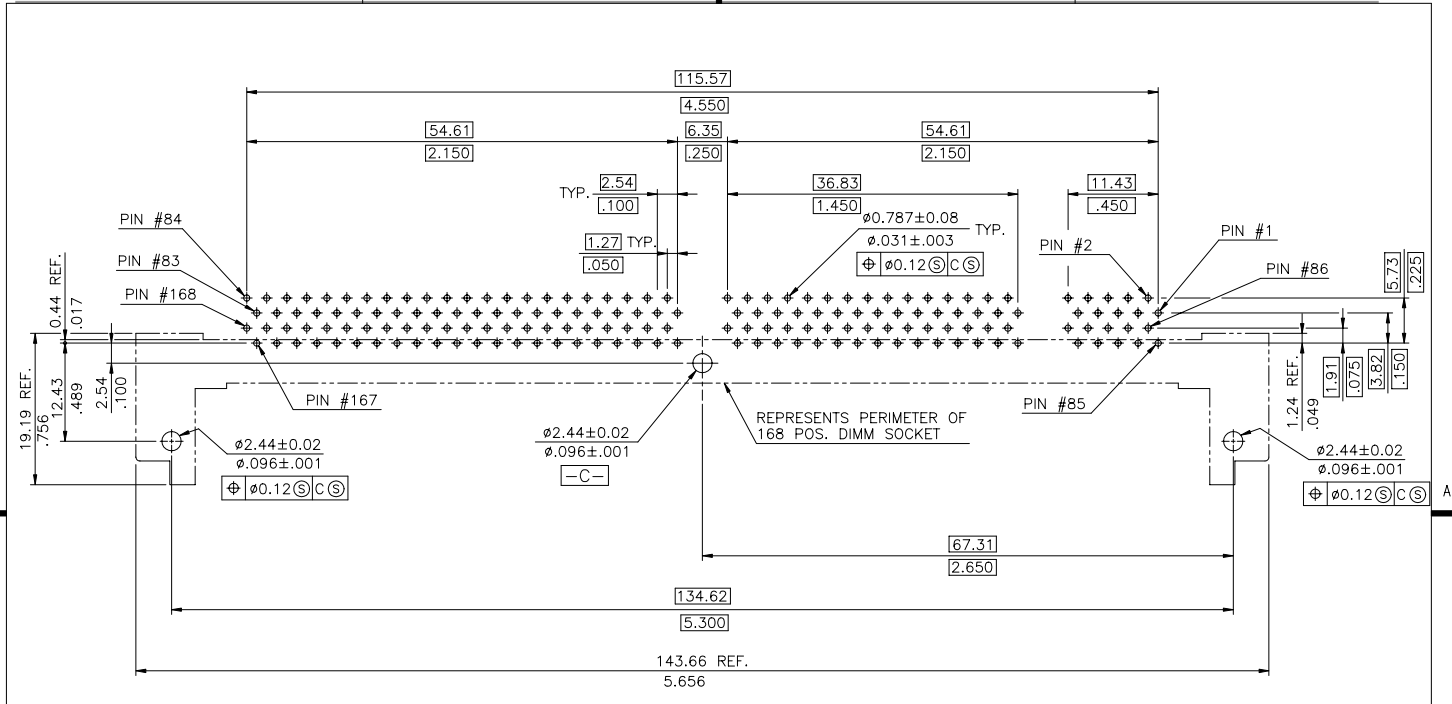 115.57
4.550
54.61
2.150
6.35
.250
54.61
2.150
TYP.
2.54
.100
36.83
1.450
11.43
.450
1.27 TYP.
.050
ø0.787±0.08
ø.031±.003
TYP.
⌖ ø0.12Ⓢ C Ⓢ
PIN #84
PIN #83
PIN #168
PIN #2
PIN #1
PIN #86
0.44 REF.
.017
5.73
.225
19.19 REF.
.756
12.43
.489
2.54
.100
PIN #167
PIN #85
1.24 REF.
.049
1.91
.075
3.82
.150
REPRESENTS PERIMETER OF
168 POS. DIMM SOCKET
ø2.44±0.02
ø.096±.001
⌖ ø0.12Ⓢ C Ⓢ
ø2.44±0.02
ø.096±.001
-C-
ø2.44±0.02
ø.096±.001
⌖ ø0.12Ⓢ C Ⓢ
A
67.31
2.650
134.62
5.300
143.66 REF.
5.656